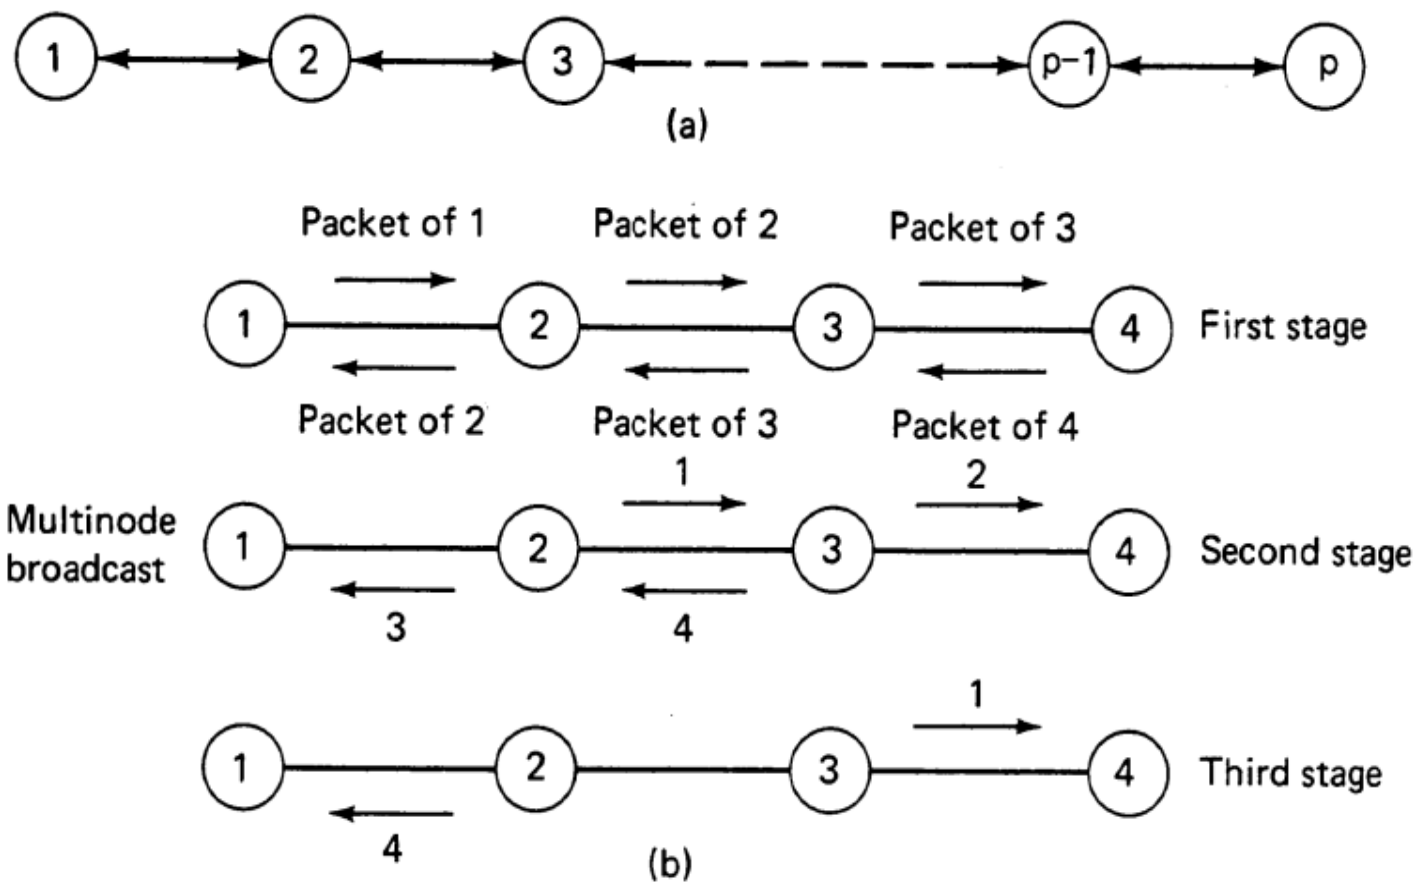 1 2 3 p-1 p
(a)
Packet of 1 Packet of 2 Packet of 3
1 2 3 4 First stage
Packet of 2 Packet of 3 Packet of 4
1 2
Multinode
broadcast
1 2 3 4 Second stage
3 4
1
1 2 3 4 Third stage
4
(b)